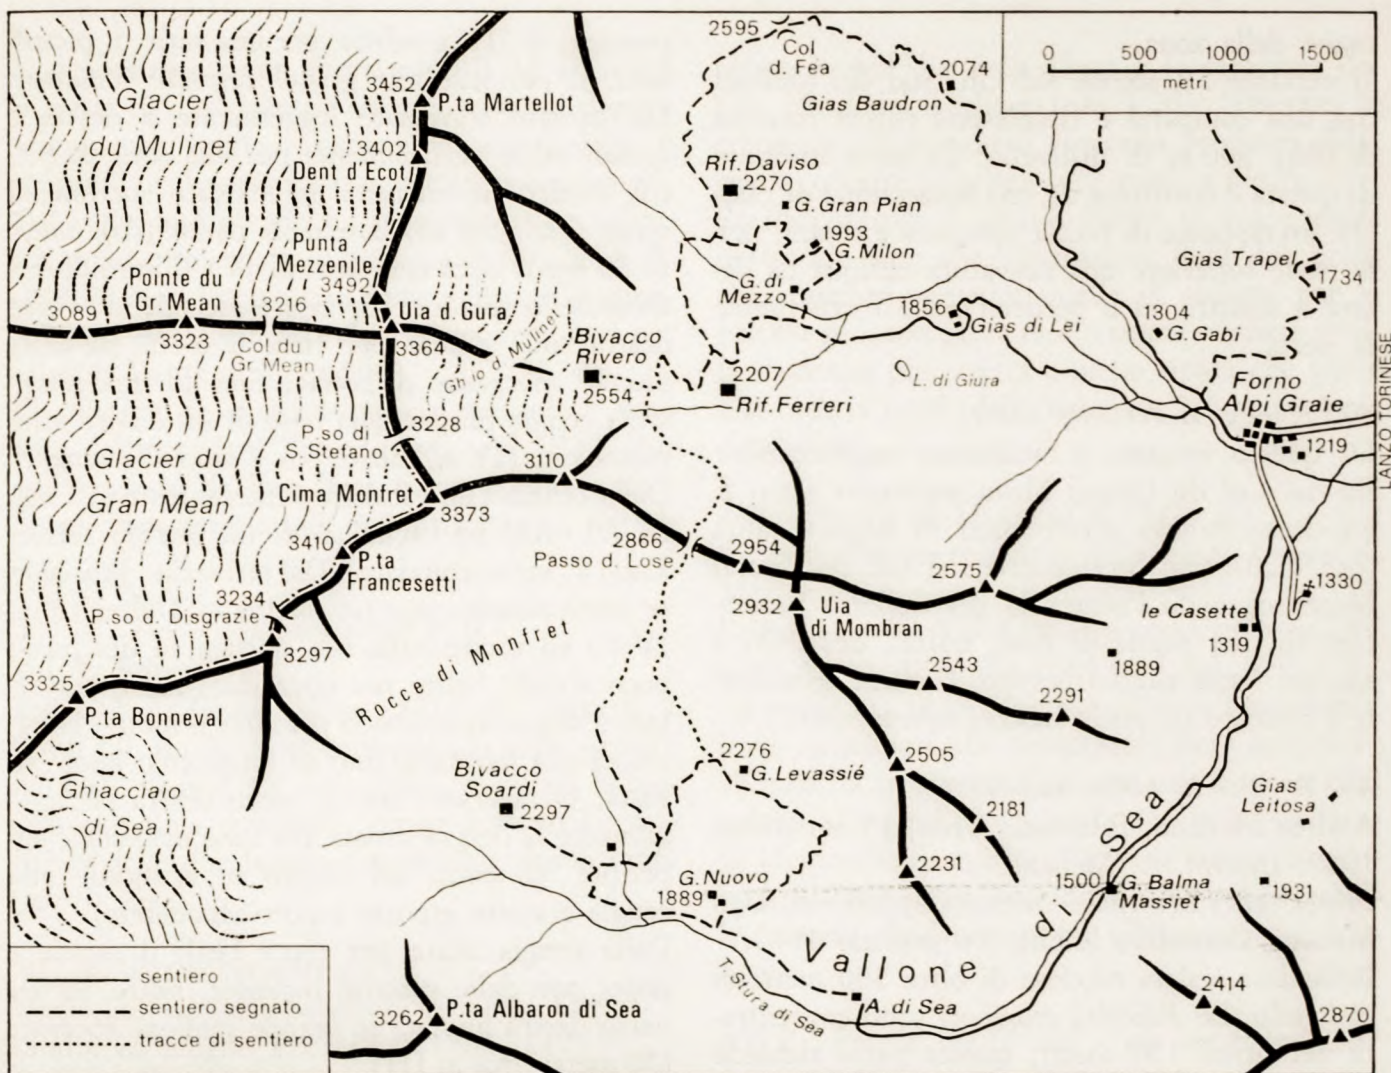 2595
Col
d. Fea
0 500 1000 1500
metri
2074
Gias Baudron
3452
P.ta Martellot
Glacier
du Mulinet
3402
Dent d'Ecot
Rif. Daviso
2270
G. Gran Pian
1993
G. Milon
Punta
Mezzenile
3492
Gias Trapel
1734
G. di
Mezzo
Pointe du
Gr. Mean
3089
3323
3216
Col du
Gr Mean
Uia d. Gura
3364
Gh.io d. Mulinet
Bivacco
Rivero
2554
1856
Gias di Lei
1304
G. Gabi
2207
Rif. Ferreri
L. di Giura
Forno
Alpi Graie
1219
LANZO TORINESE
3228
P.so di
S. Stefano
Glacier du
Gran Mean
Cima Monfret
3373
3110
3410
P.ta
Francesetti
2866
Passo d. Lose
2954
2575
2932
Uia
di Mombran
1330
le Casette
1319
1889
3234
P.so d. Disgrazie
3297
Rocce di Monfret
2543
2291
3325
P.ta Bonneval
2276
G. Levassié
2505
2181
2231
Bivacco
Soardi
2297
Gias
Leitosa
Ghiacciaio
di Sea
G. Nuovo
1889
1500
G. Balma
Massiet
1931
Vallone di Sea
T. Stura di Sea
A. di Sea
2414
2870
3262
P.ta Albaron di Sea
sentiero
sentiero segnato
tracce di sentiero